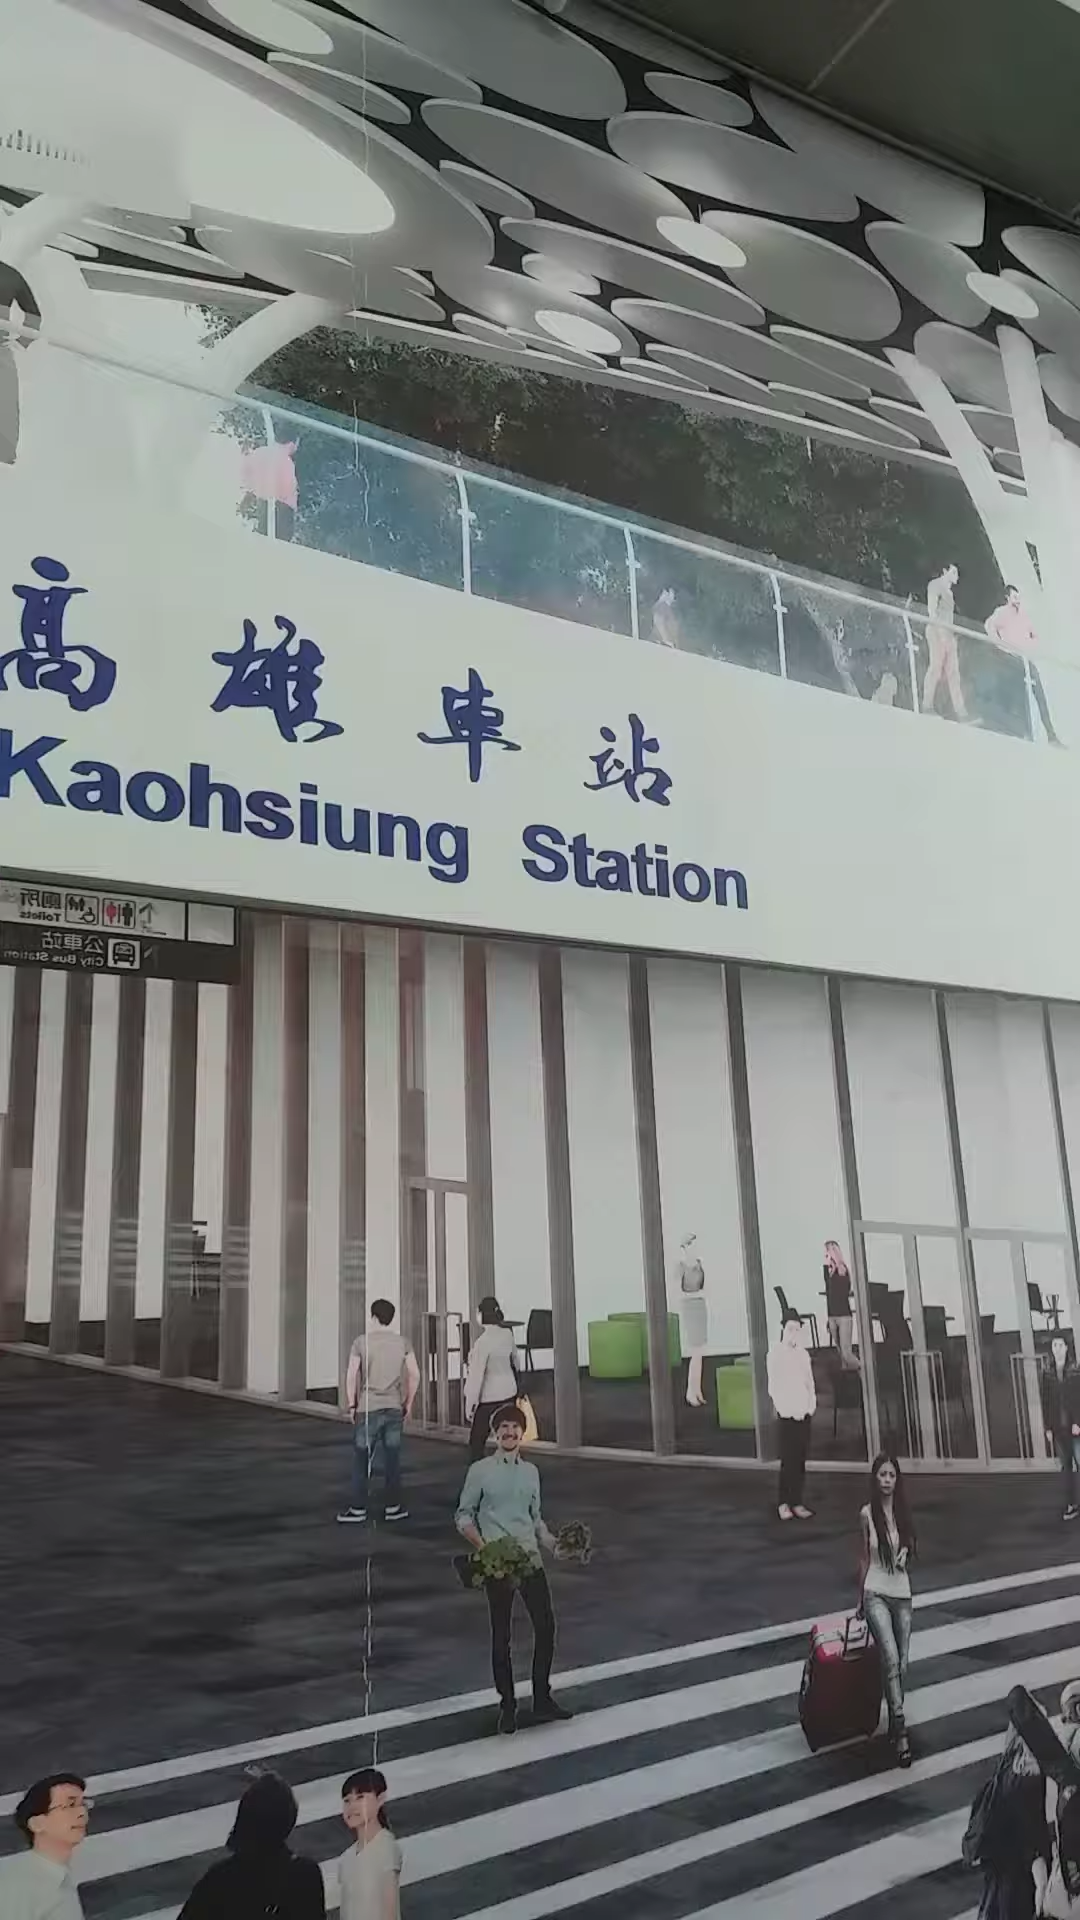 高雄車站
Kaohsiung Station
廁所
Toilets
公車站
City Bus Station